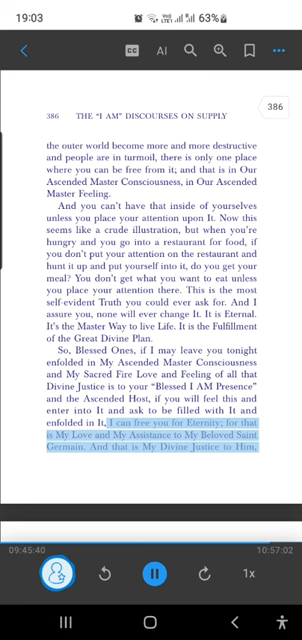 19:03
63%
CC
AI
386
386 THE "I AM" DISCOURSES ON SUPPLY
the outer world become more and more destructive
and people are in turmoil, there is only one place
where you can be free from it; and that is in Our
Ascended Master Consciousness, in Our Ascended
Master Feeling.
And you can't have that inside of yourselves
unless you place your attention upon It. Now this
seems like a crude illustration, but when you're
hungry and you go into a restaurant for food, if
you don't put your attention on the restaurant and
hunt it up and put yourself into it, do you get your
meal? You don't get what you want to eat unless
you place your attention there. This is the most
self-evident Truth you could ever ask for. And I
assure you, none will ever change It. It is Eternal.
It's the Master Way to live Life. It is the Fulfillment
of the Great Divine Plan.
So, Blessed Ones, if I may leave you tonight
enfolded in My Ascended Master Consciousness
and My Sacred Fire Love and Feeling of all that
Divine Justice is to your "Blessed I AM Presence"
and the Ascended Host, if you will feel this and
enter into It and ask to be filled with It and
enfolded in It, I can free you for Eternity; for that
is My Love and My Assistance to My Beloved Saint
Germain. And that is My Divine Justice to Him,
09:45:40
10:57:02
1x